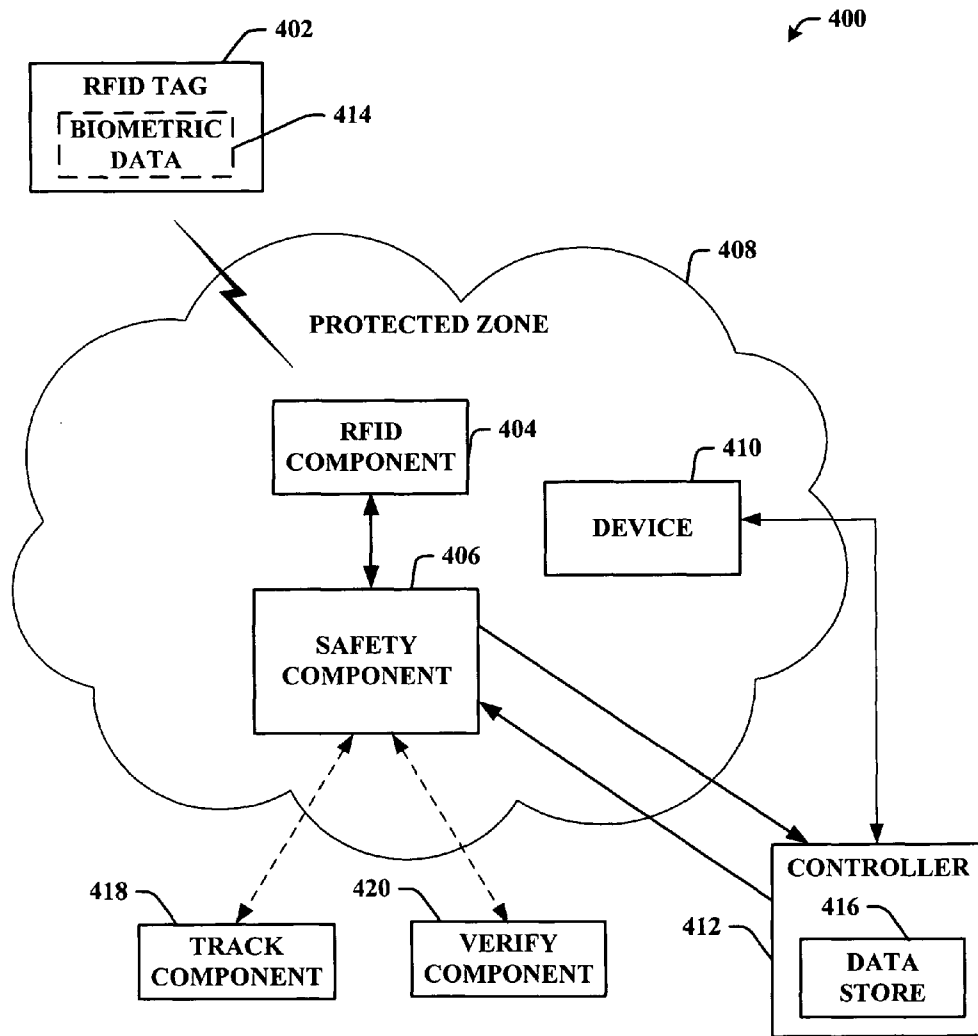 400
402
RFID TAG
BIOMETRIC
DATA
414
408
PROTECTED ZONE
RFID
COMPONENT
404
410
DEVICE
406
SAFETY
COMPONENT
418
TRACK
COMPONENT
420
VERIFY
COMPONENT
CONTROLLER
412
416
DATA
STORE